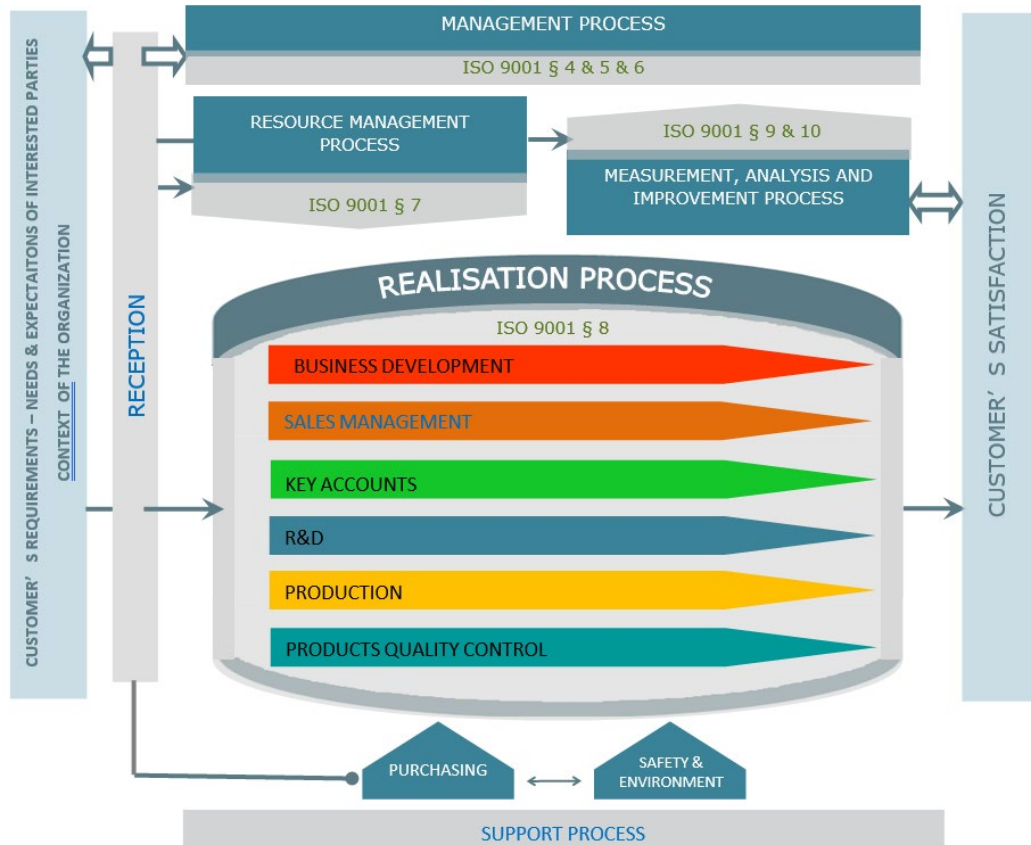 MANAGEMENT PROCESS
ISO 9001 § 4 & 5 & 6
CUSTOMER' S REQUIREMENTS – NEEDS & EXPECTAITONS OF INTERESTED PARTIES
CONTEXT OF THE ORGANIZATION
RECEPTION
RESOURCE MANAGEMENT
PROCESS
ISO 9001 § 7
ISO 9001 § 9 & 10
MEASUREMENT, ANALYSIS AND
IMPROVEMENT PROCESS
CUSTOMER' S SATISFACTION
REALISATION PROCESS
ISO 9001 § 8
BUSINESS DEVELOPMENT
SALES MANAGEMENT
KEY ACCOUNTS
R&D
PRODUCTION
PRODUCTS QUALITY CONTROL
PURCHASING
SAFETY &
ENVIRONMENT
SUPPORT PROCESS